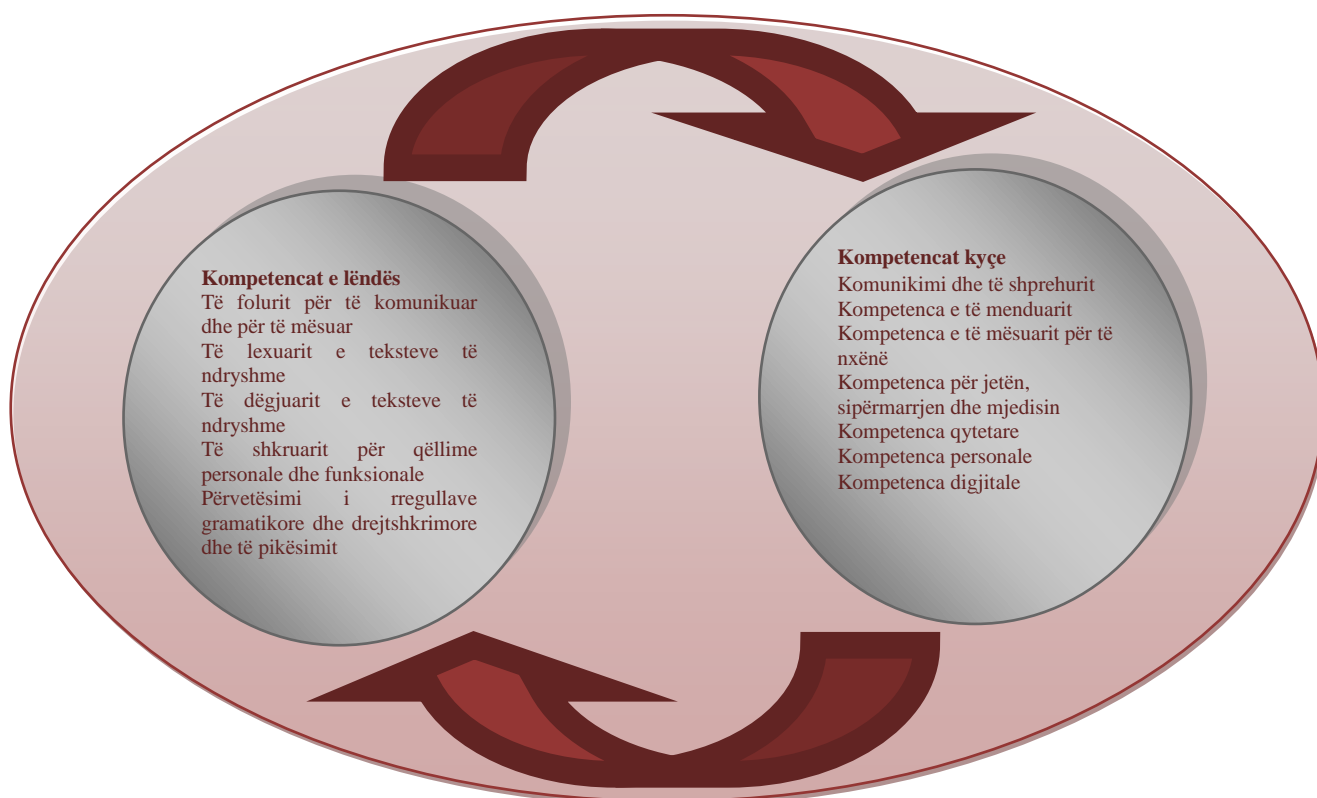 Kompetencat e lëndës
Të folurit për të komunikuar
dhe për të mësuar
Të lexuarit e teksteve të
ndryshme
Të dëgjuarit e teksteve të
ndryshme
Të shkruarit për qëllime
personale dhe funksionale
Përvetësimi i rregullave
gramatikore dhe drejtshkrimore
dhe të pikësimit
Kompetencat kyçe
Komunikimi dhe të shprehurit
Kompetenca e të menduarit
Kompetenca e të mësuarit për të
nxënë
Kompetenca për jetën,
sipërmarrjen dhe mjedisin
Kompetenca qytetare
Kompetenca personale
Kompetenca digjitale